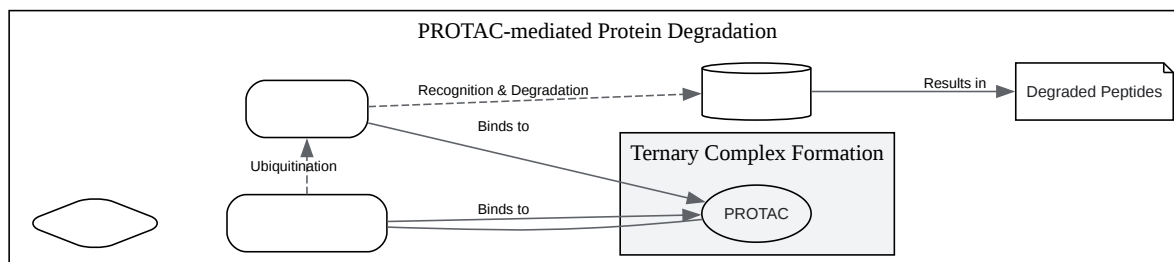 PROTAC-mediated Protein Degradation
Recognition & Degradation
Results in
Degraded Peptides
Binds to
Ternary Complex Formation
Ubiquitination
Binds to
PROTAC